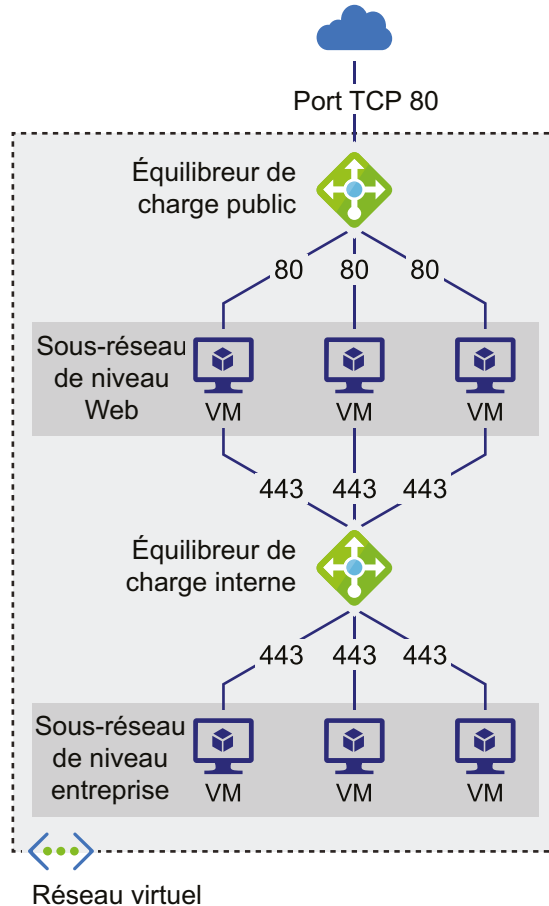 Port TCP 80
Équilibreur de
charge public
80 80 80
Sous-réseau
de niveau
Web
VM VM VM
443 443 443
Équilibreur de
charge interne
443 443 443
Sous-réseau
de niveau
entreprise
VM VM VM
Réseau virtuel